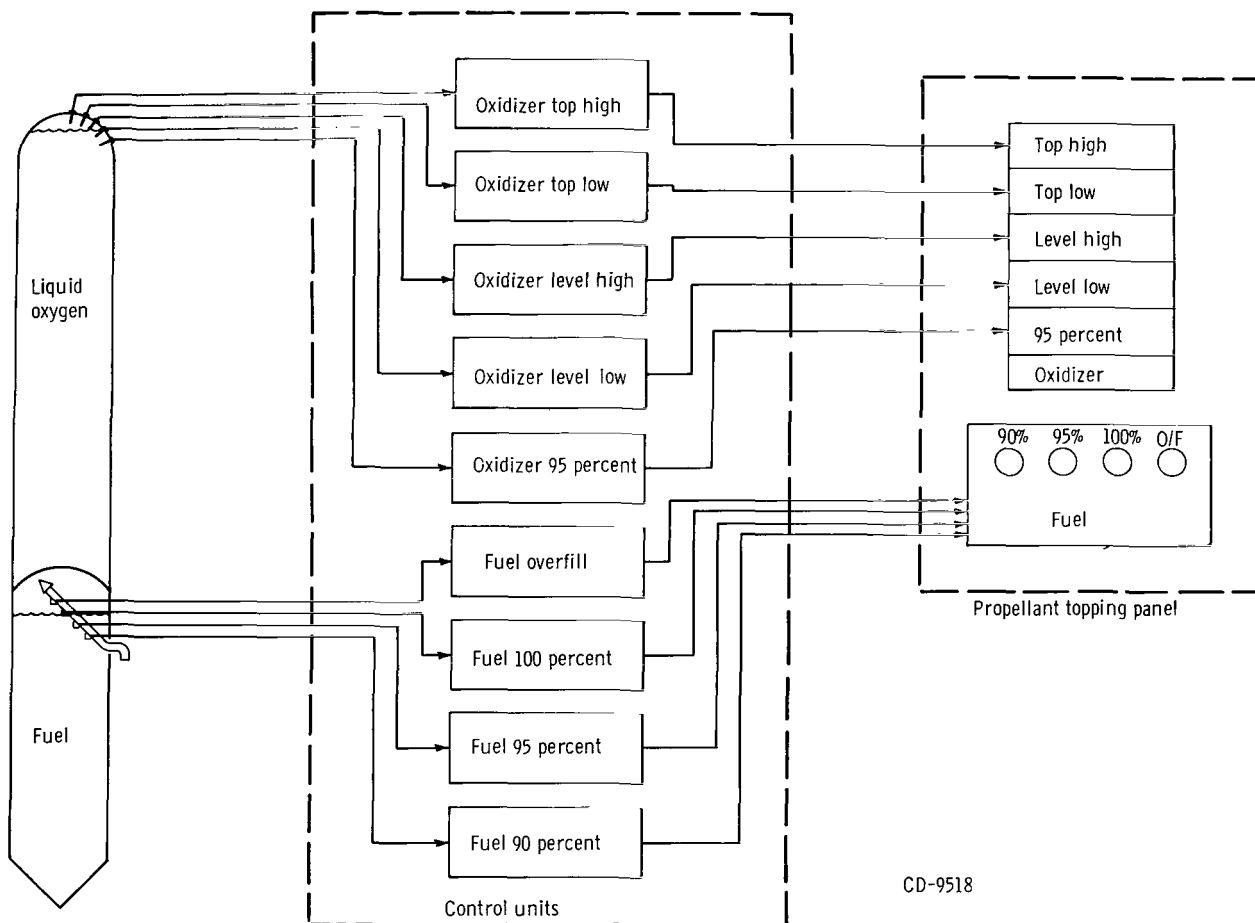 Liquid
oxygen
Fuel
Oxidizer top high
Oxidizer top low
Oxidizer level high
Oxidizer level low
Oxidizer 95 percent
Fuel overfill
Fuel 100 percent
Fuel 95 percent
Fuel 90 percent
Control units
Top high
Top low
Level high
Level low
95 percent
Oxidizer
90% 95% 100% O/F
Fuel
Propellant topping panel
CD-9518